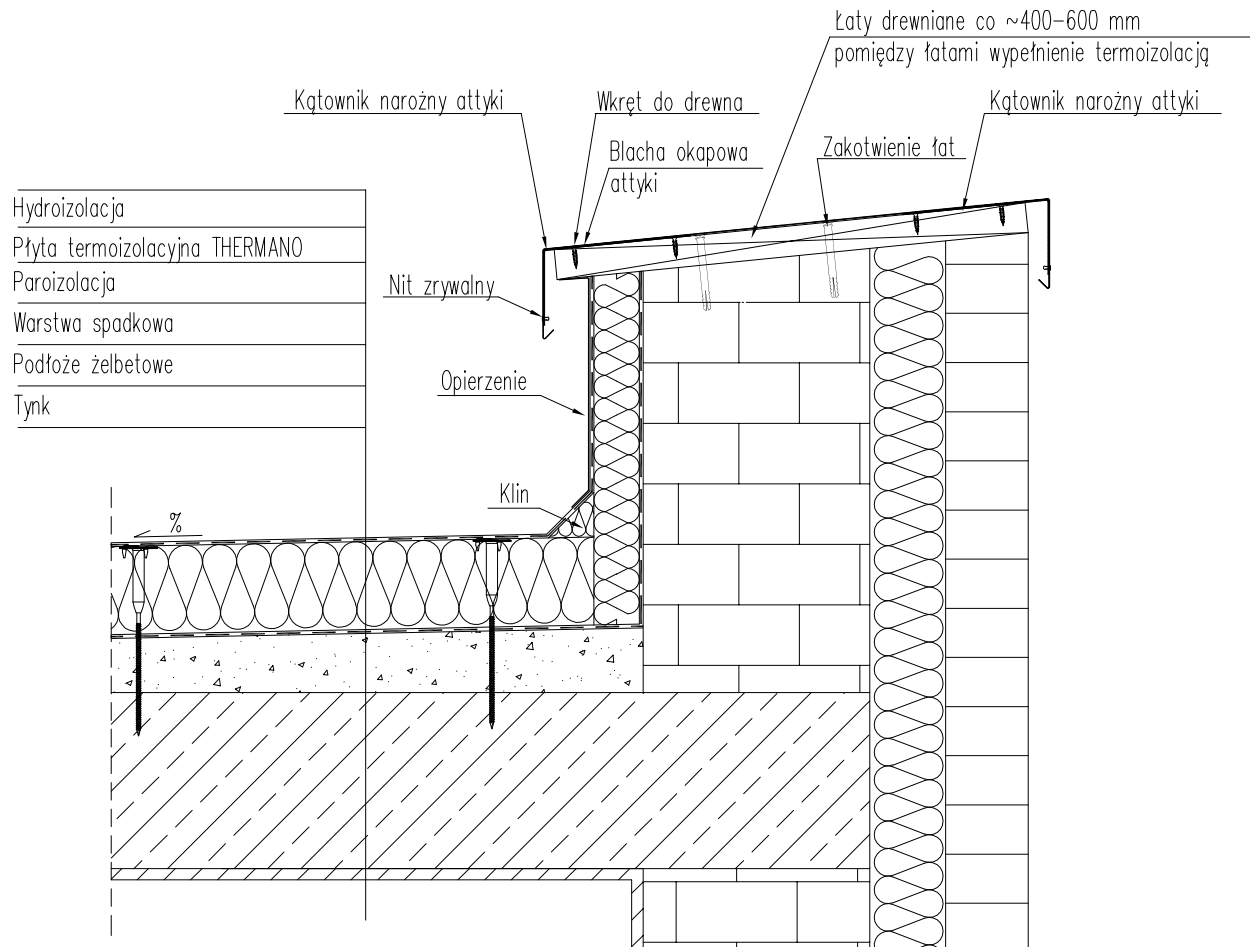 Łaty drewniane co ~400-600 mm
pomiędzy łatami wypełnienie termoizolacją
Kątownik narożny attyki
Wkręt do drewna
Kątownik narożny attyki
Blacha okapowa
attyki
Zakotwienie łat
Hydroizolacja
Płyta termoizolacyjna THERMANO
Paroizolacja
Warstwa spadkowa
Podłoże żelbetowe
Tynk
Nit zrywalny
Opierzenie
Klin
%